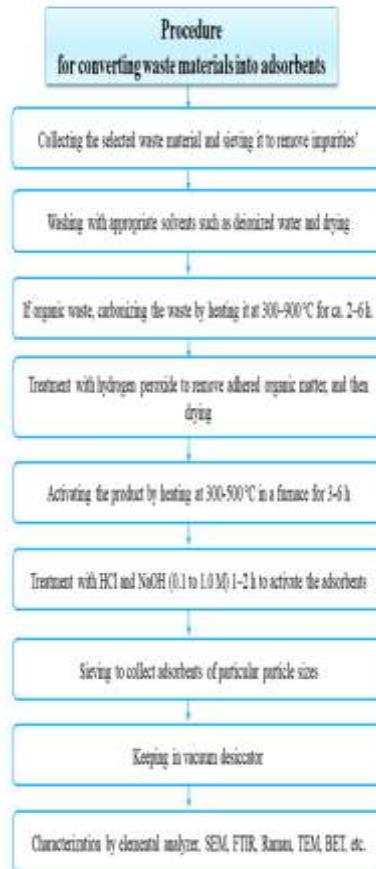 Procedure
for converting waste materials into adsorbents
Collecting the selected waste material and sieving it to remove impurities'
Washing with appropriate solvents such as deionized water and drying
If organic waste, carbonizing the waste by heating it at 300-900 °C for ca. 2-6 h.
Treatment with hydrogen peroxide to remove adhered organic matter, and then
drying
Activating the product by heating at 300-500 °C in a furnace for 3-6 h
Treatment with HCl and NaOH (0.1 to 1.0 M) 1-2 h to activate the adsorbents
Sieving to collect adsorbents of particular particle sizes
Keeping in vacuum desiccator
Characterization by elemental analyzer, SEM, FTIR, Raman, TEM, BET, etc.